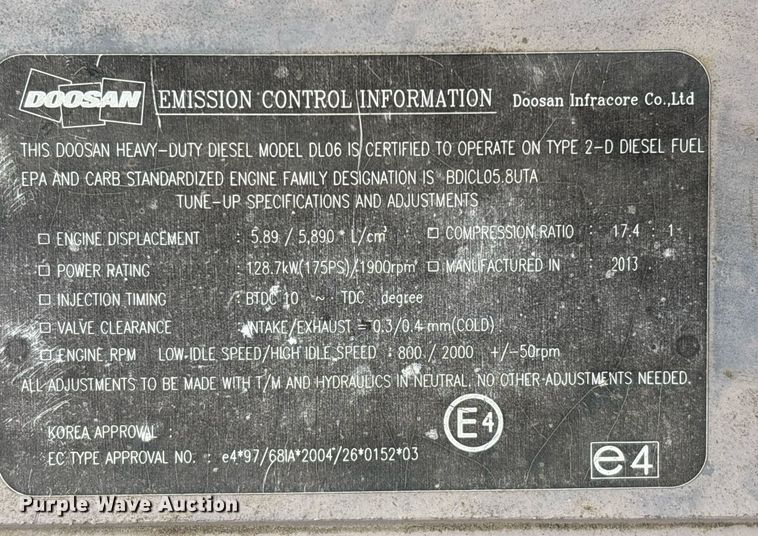 DOOSAN EMISSION CONTROL INFORMATION Doosan Infracore Co.,Ltd
THIS DOOSAN HEAVY-DUTY DIESEL MODEL DL06 IS CERTIFIED TO OPERATE ON TYPE 2-D DIESEL FUEL
EPA AND CARB STANDARDIZED ENGINE FAMILY DESIGNATION IS BDICL05.8UTA
TUNE-UP SPECIFICATIONS AND ADJUSTMENTS
□ ENGINE DISPLACEMENT : 5.89 / 5,890 L/cm³ □ COMPRESSION RATIO : 17.4 : 1
□ POWER RATING : 128.7kW(175PS)/1900rpm □ MANUFACTURED IN : 2013
□ INJECTION TIMING : BTDC 10 ~ TDC degree
□ VALVE CLEARANCE : INTAKE/EXHAUST = 0.3/0.4 mm(COLD)
□ ENGINE RPM LOW IDLE SPEED/HIGH IDLE SPEED : 800 / 2000 +/-50rpm
ALL ADJUSTMENTS TO BE MADE WITH T/M AND HYDRAULICS IN NEUTRAL, NO OTHER ADJUSTMENTS NEEDED.
KOREA APPROVAL :
EC TYPE APPROVAL NO. : e4*97/68IA*2004/26*0152*03
E4
e4
Purple Wave Auction